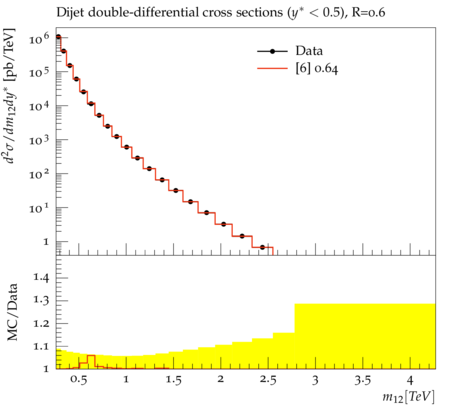 Dijet double-differential cross sections (y* < 0.5), R=0.6
d²σ/dm₁₂dy* [pb/TeV]
10⁶
10⁵
10⁴
10³
10²
10¹
1
Data
[6] 0.64
MC/Data
1.4
1.3
1.2
1.1
1
0.5 1 1.5 2 2.5 3 3.5 4
m₁₂[TeV]